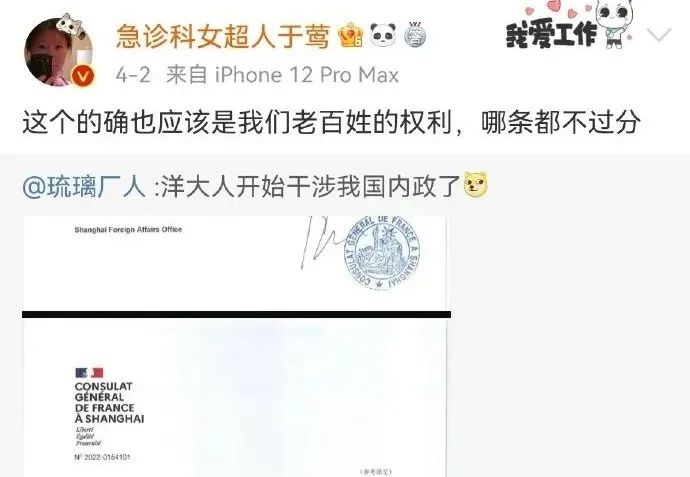 急诊科女超人于莺
我爱工作
4-2 来自 iPhone 12 Pro Max
这个的确也应该是我们老百姓的权利，哪条都不过分
@琉璃厂人 :洋大人开始干涉我国内政了
Shanghai Foreign Affairs Office
CONSULAT GENERAL DE FRANCE A SHANGHAI
CONSULAT
GÉNÉRAL
DE FRANCE
À SHANGHAI
Liberté
Égalité
Fraternité
N° 2022-0154101
（参考译文）